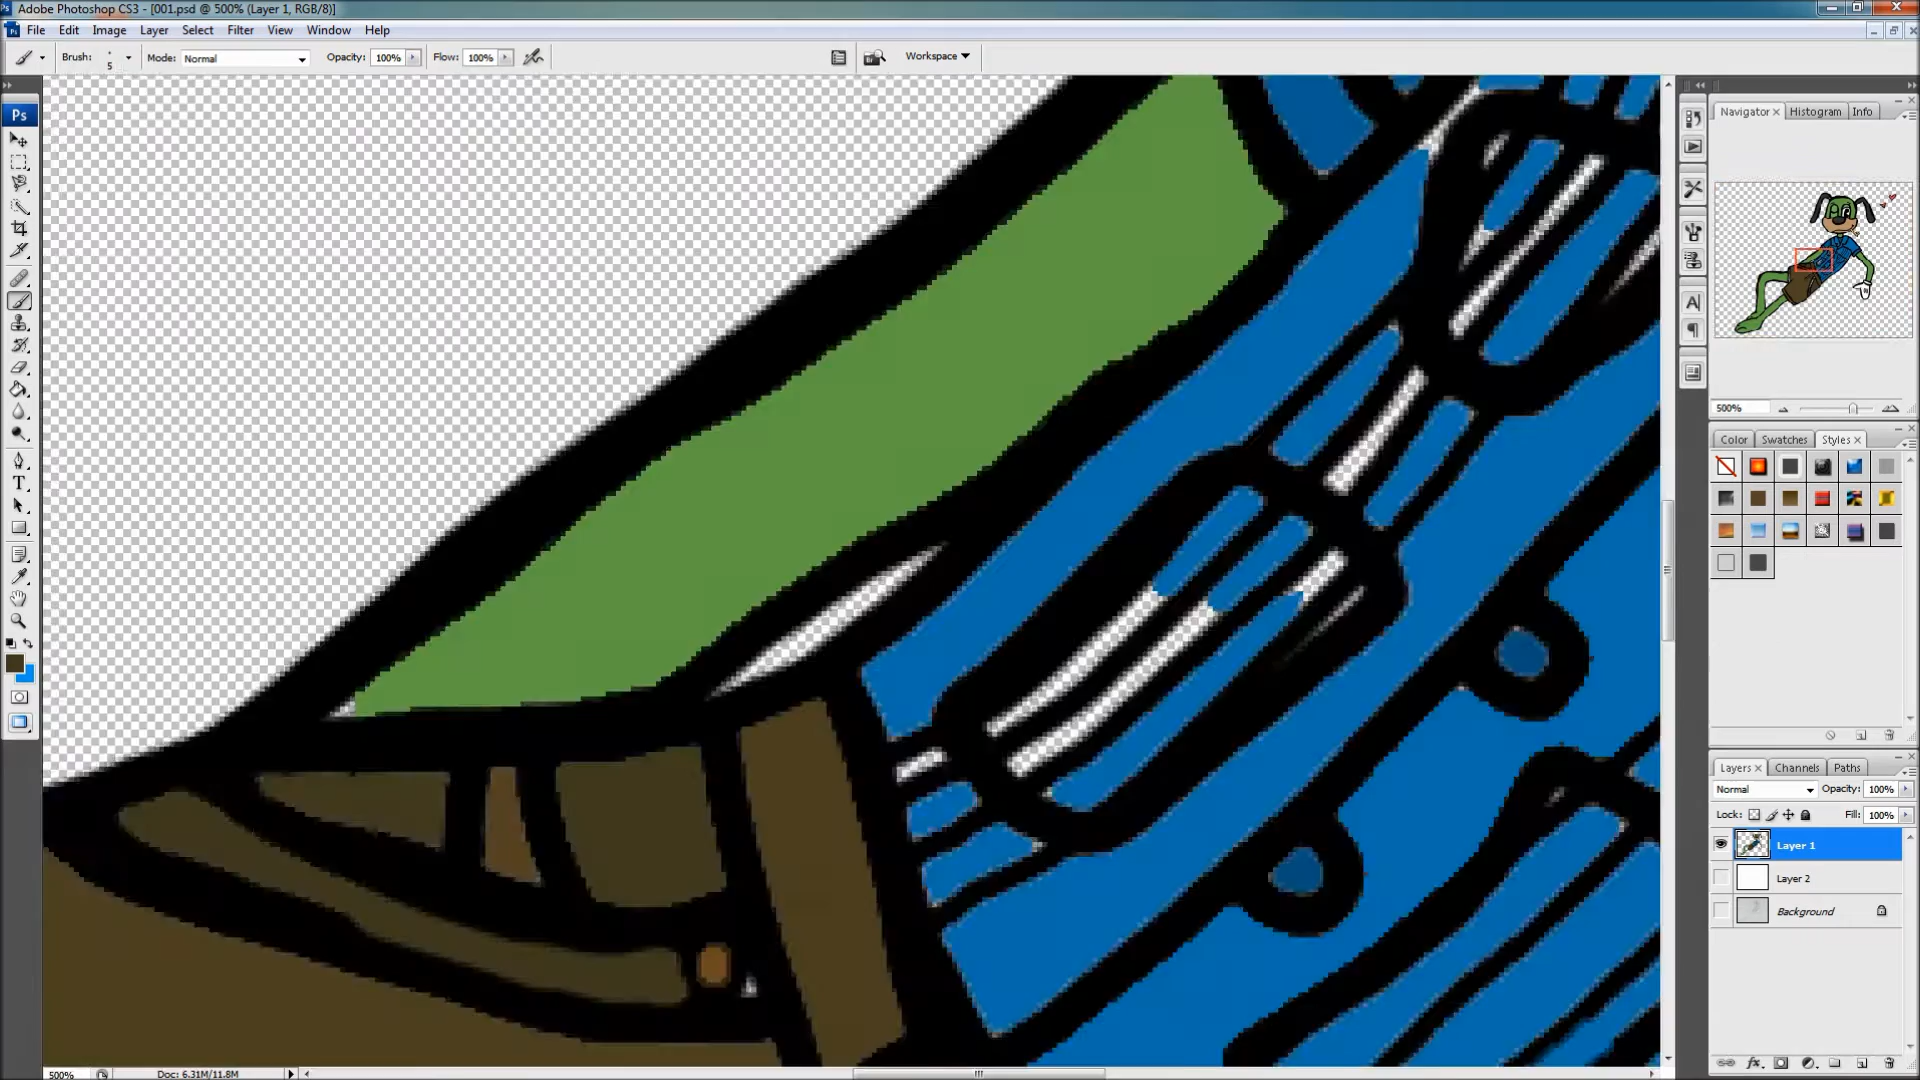 Adobe Photoshop CS3 - [001.psd @ 500% (Layer 1, RGB/8)]
File Edit Image Layer Select Filter View Window Help
Brush: 5 Mode: Normal Opacity: 100% Flow: 100% Workspace
Ps
Navigator Histogram Info
500%
Color Swatches Styles
Layers Channels Paths
Normal Opacity: 100%
Lock: Fill: 100%
Layer 1
Layer 2
Background
500% Doc: 6.31M/11.8M